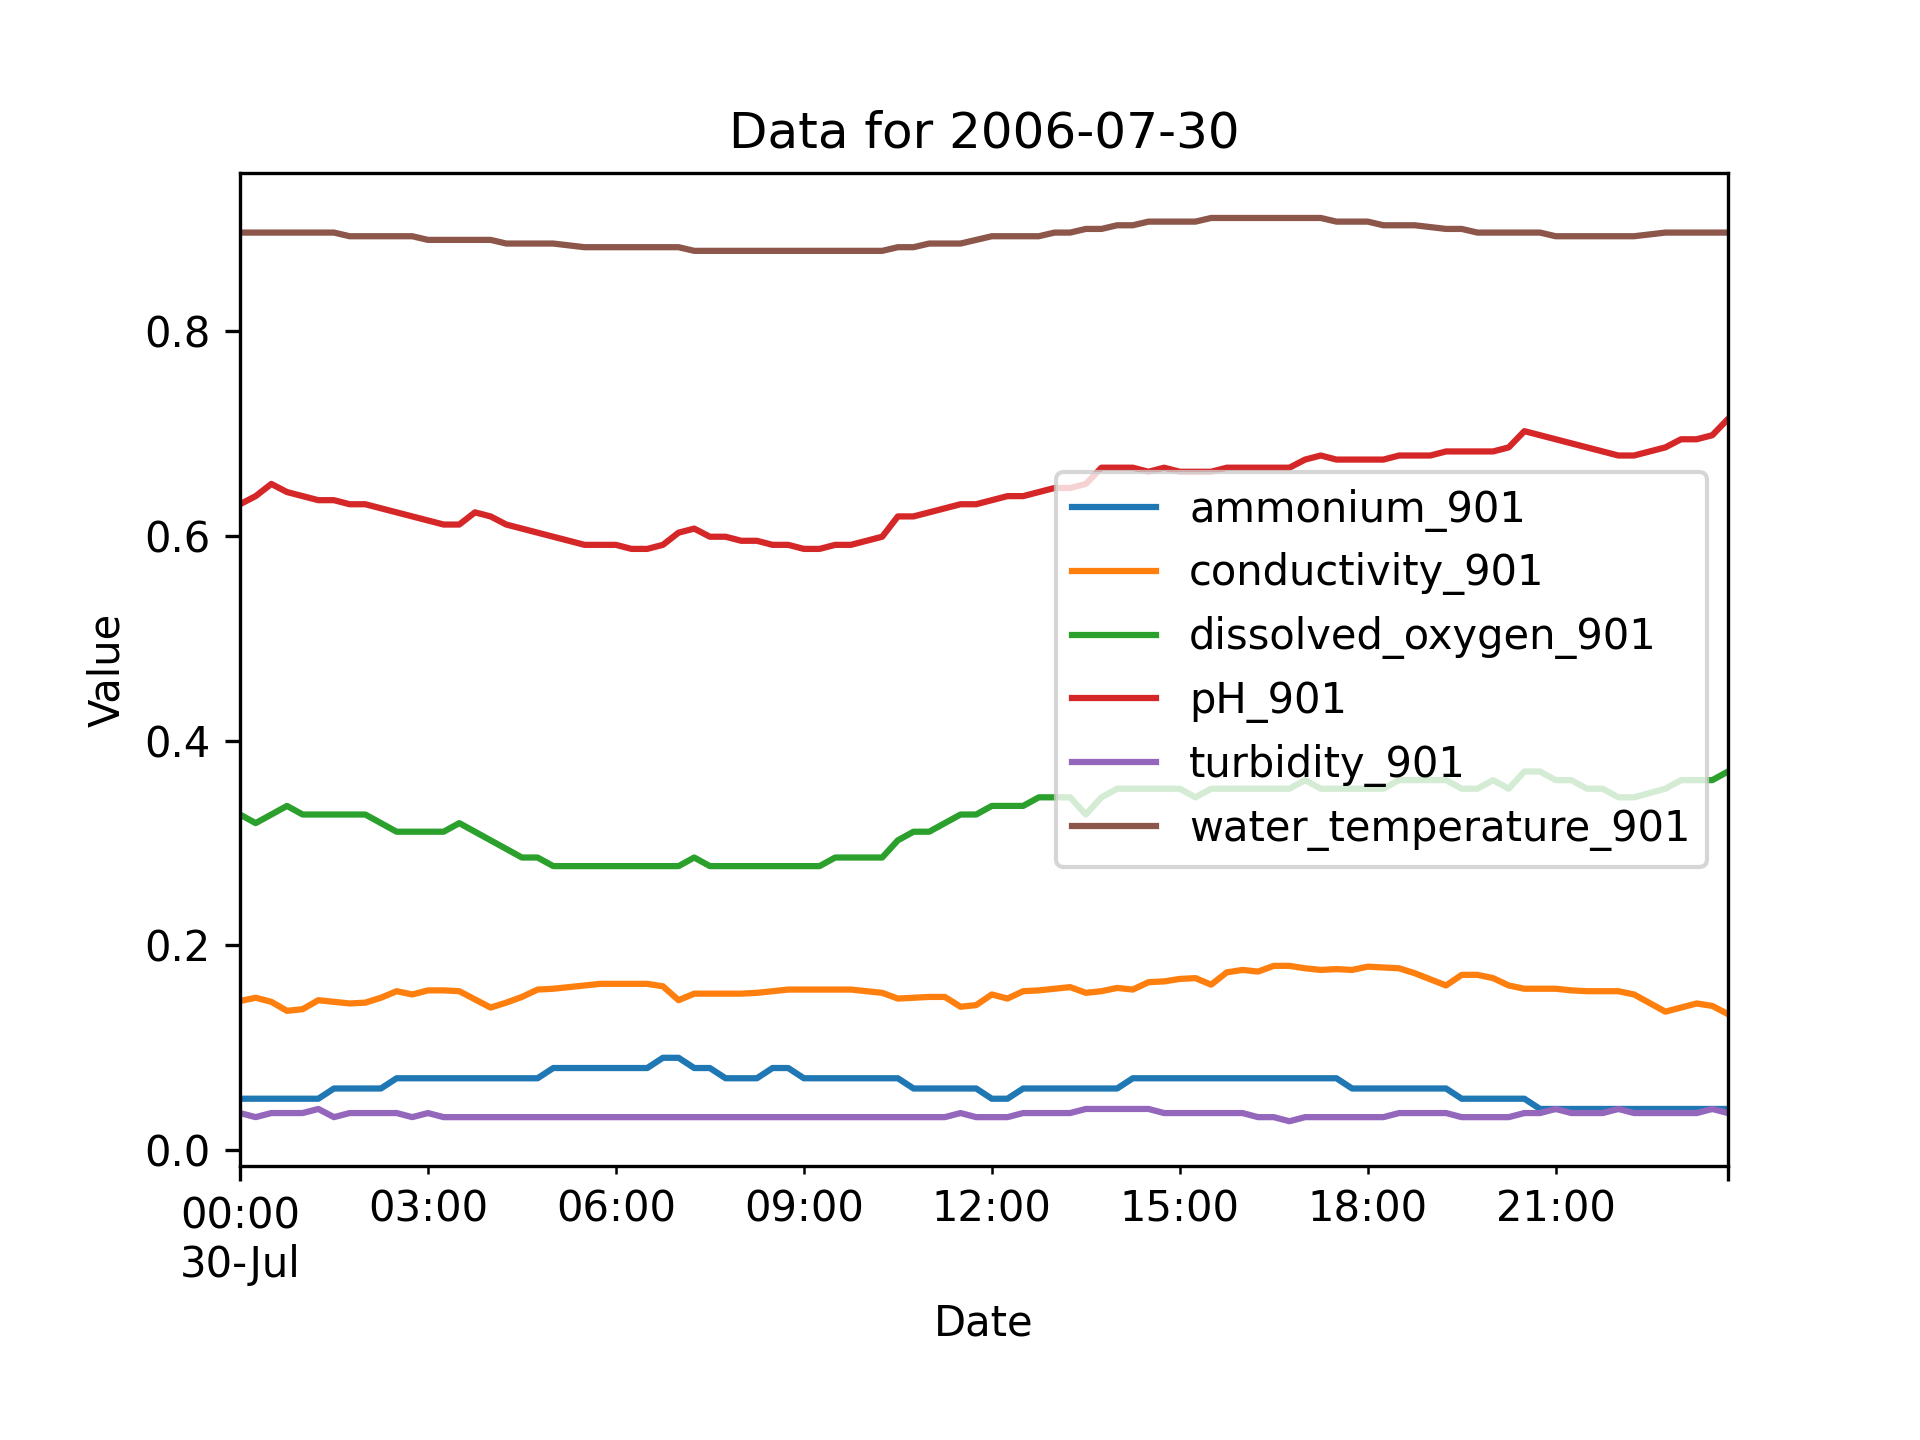 Data for 2006-07-30
Value
0.8
0.6
0.4
0.2
0.0
ammonium_901
conductivity_901
dissolved_oxygen_901
pH_901
turbidity_901
water_temperature_901
00:00 03:00 06:00 09:00 12:00 15:00 18:00 21:00
30-Jul
Date